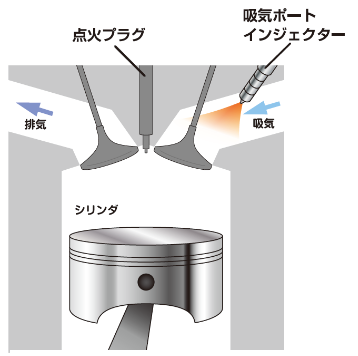 点火プラグ
吸気ポート
インジェクター
排気
吸気
シリンダ